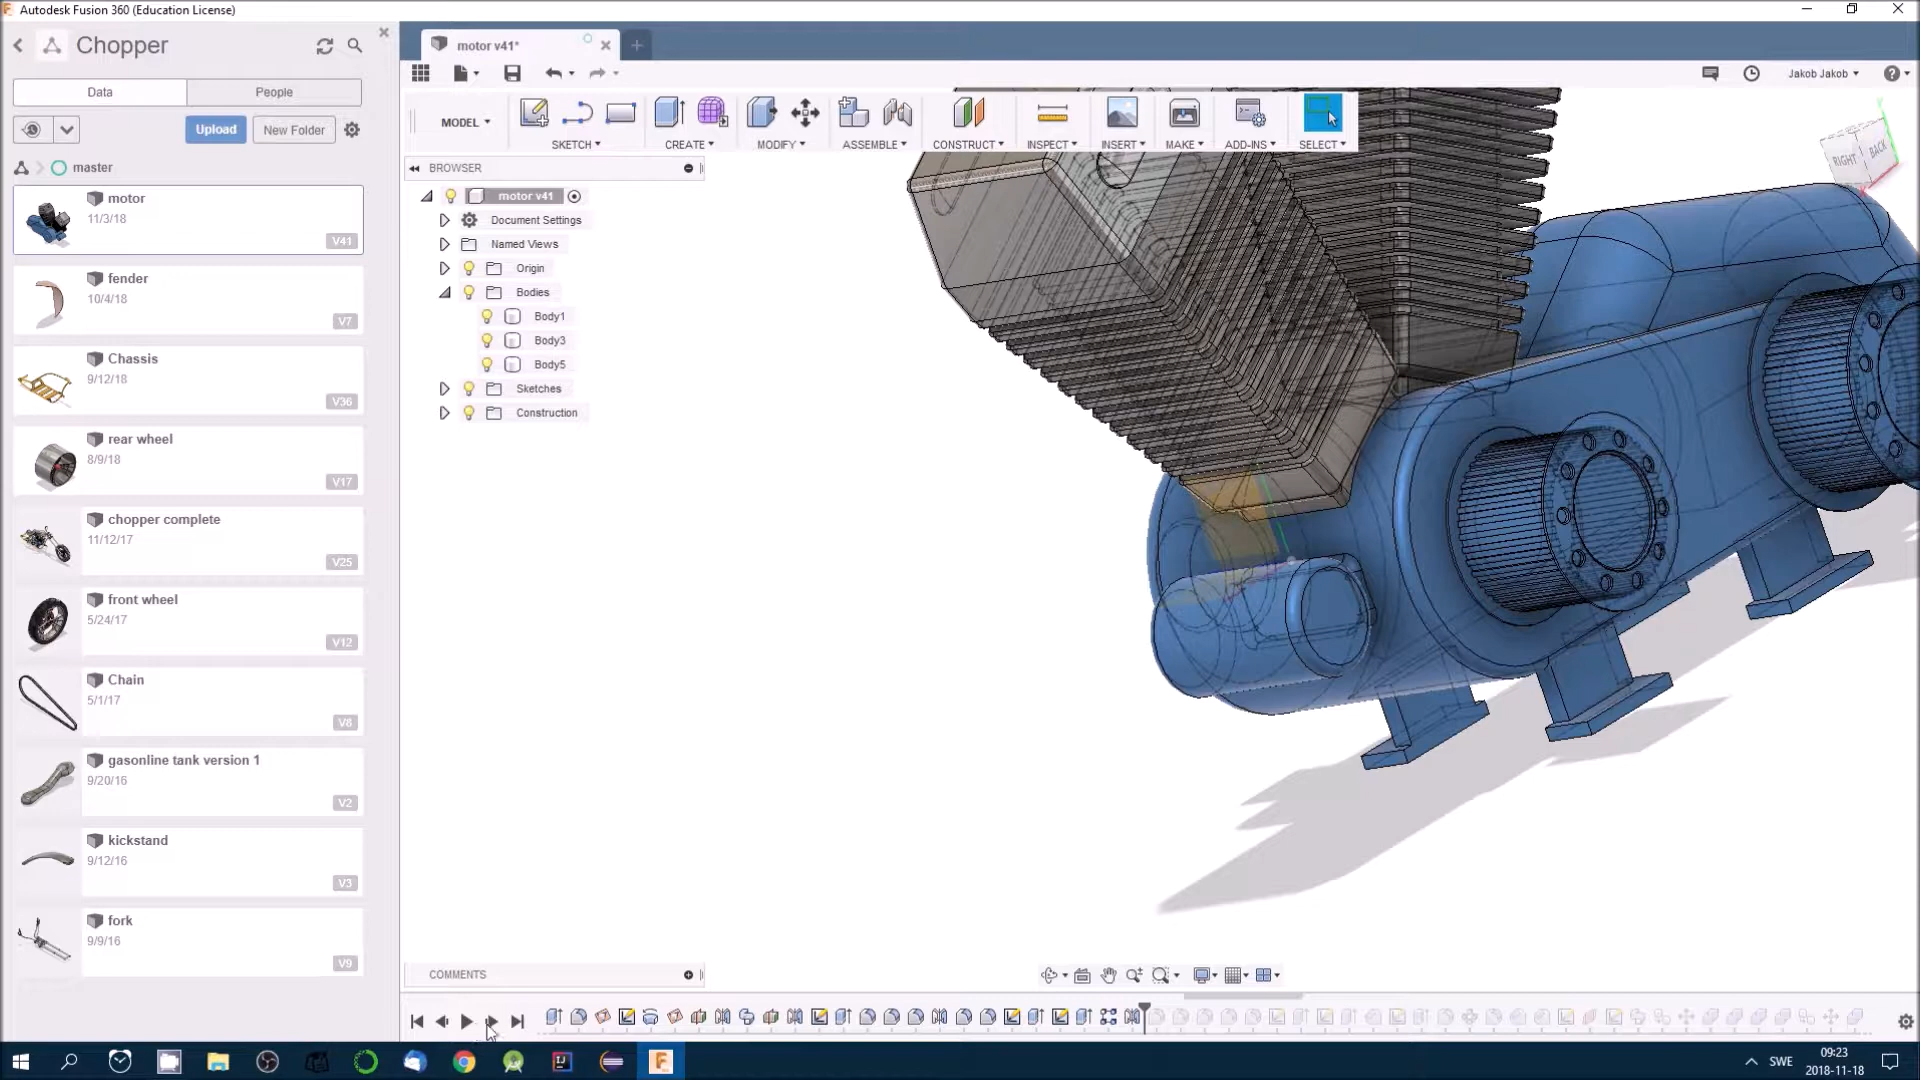 Autodesk Fusion 360 (Education License)
Chopper
Data
People
Upload
New Folder
master
motor
11/3/18
V41
fender
10/4/18
V7
Chassis
9/12/18
V36
rear wheel
8/9/18
V17
chopper complete
11/12/17
V25
front wheel
5/24/17
V12
Chain
5/1/17
V8
gasonline tank version 1
9/20/16
V2
kickstand
9/12/16
V3
fork
9/9/16
V9
motor v41*
Jakob Jakob
MODEL
SKETCH
CREATE
MODIFY
ASSEMBLE
CONSTRUCT
INSPECT
INSERT
MAKE
ADD-INS
SELECT
BROWSER
motor v41
Document Settings
Named Views
Origin
Bodies
Body1
Body3
Body5
Sketches
Construction
RIGHT
BACK
COMMENTS
SWE
09:23
2018-11-18